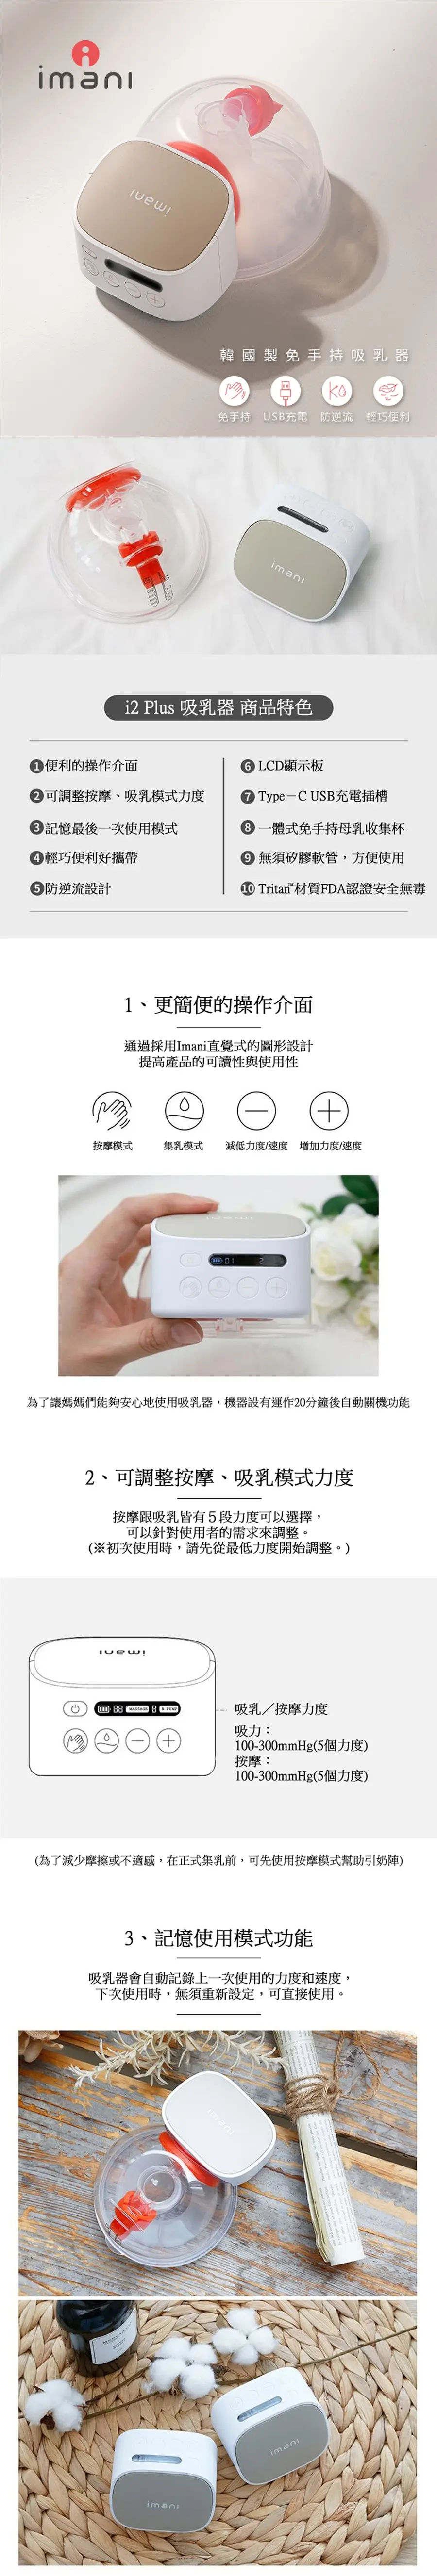 imani
imani
韓國製免手持吸乳器
免手持 USB充電 防逆流 輕巧便利
imani
i2 Plus 吸乳器 商品特色
1 便利的操作介面
2 可調整按摩、吸乳模式力度
3 記憶最後一次使用模式
4 輕巧便利好攜帶
5 防逆流設計
6 LCD顯示板
7 Type－C USB充電插槽
8 一體式免手持母乳收集杯
9 無須矽膠軟管，方便使用
10 Tritan™材質FDA認證安全無毒
1、更簡便的操作介面
通過採用Imani直覺式的圖形設計
提高產品的可讀性與使用性
按摩模式 集乳模式 減低力度/速度 增加力度/速度
01 2
為了讓媽媽們能夠安心地使用吸乳器，機器設有運作20分鐘後自動關機功能
2、可調整按摩、吸乳模式力度
按摩跟吸乳皆有５段力度可以選擇，
可以針對使用者的需求來調整。
(※初次使用時，請先從最低力度開始調整。)
imani
88 MASSAGE 8 B.PUMP
吸乳／按摩力度
吸力：
100-300mmHg(5個力度)
按摩：
100-300mmHg(5個力度)
(為了減少摩擦或不適感，在正式集乳前，可先使用按摩模式幫助引奶陣)
3、記憶使用模式功能
吸乳器會自動記錄上一次使用的力度和速度，
下次使用時，無須重新設定，可直接使用。
imani
imani
imani